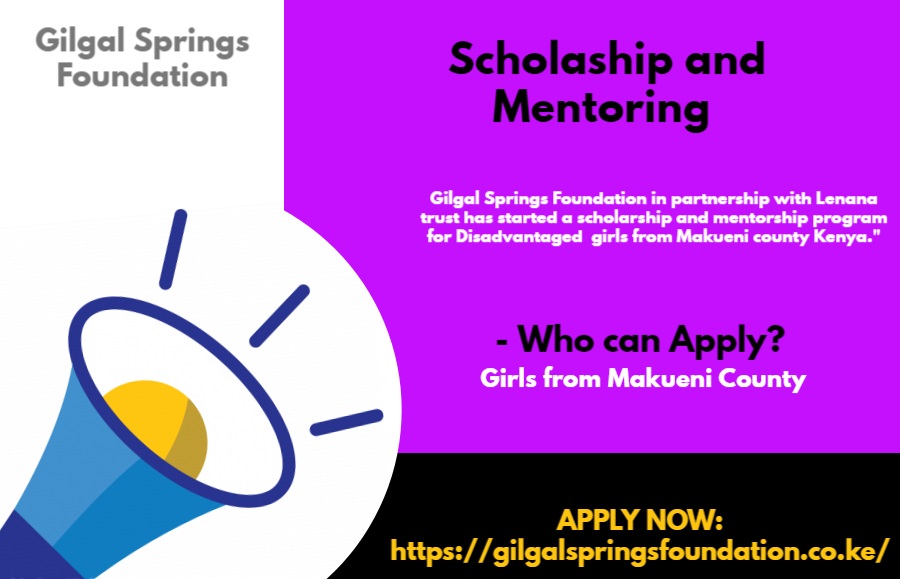 Gilgal Springs
Foundation
Scholaship and
Mentoring
Gilgal Springs Foundation in partnership with Lenana
trust has started a scholarship and mentorship program
for Disadvantaged girls from Makueni county Kenya."
- Who can Apply?
Girls from Makueni County
APPLY NOW:
https://gilgalspringsfoundation.co.ke/